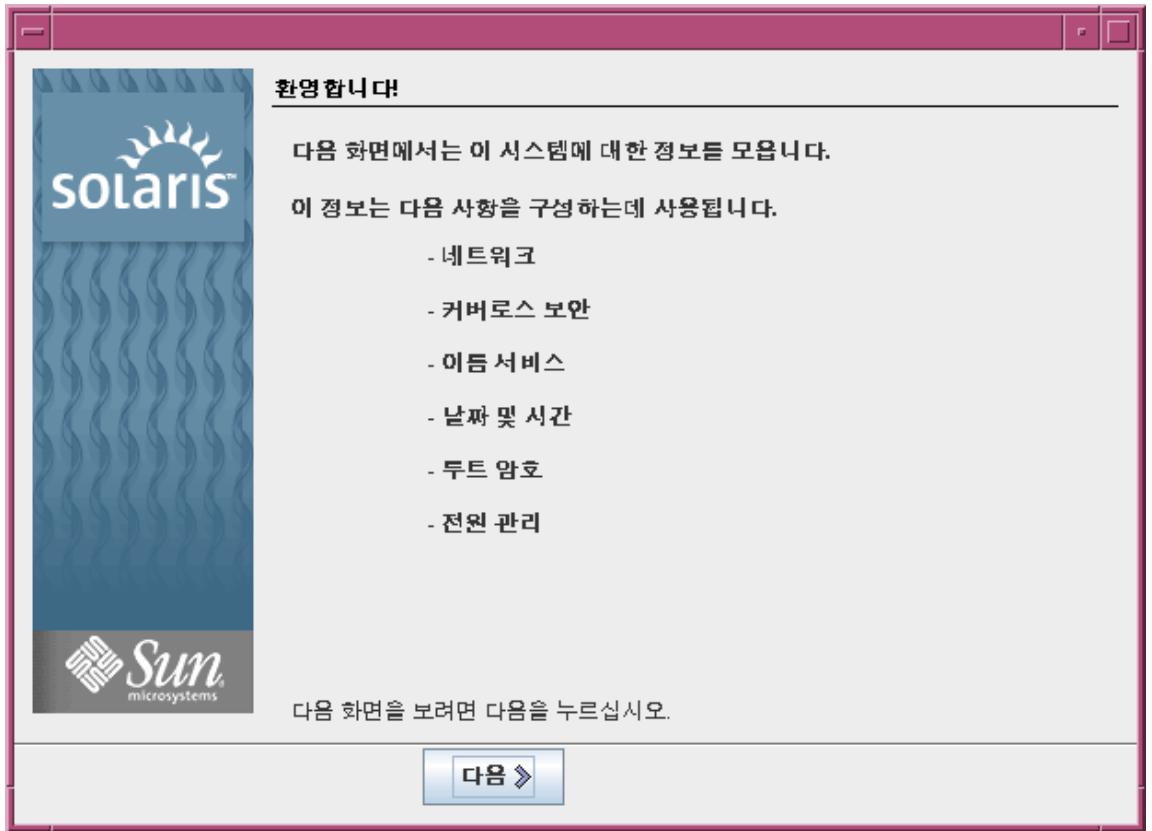 환영합니다!
solaris™
다음 화면에서는 이 시스템에 대한 정보를 모읍니다.
이 정보는 다음 사항을 구성하는데 사용됩니다.
- 네트워크
- 커버로스 보안
- 이름 서비스
- 날짜 및 시간
- 루트 암호
- 전원 관리
Sun
microsystems
다음 화면을 보려면 다음을 누르십시오.
다음